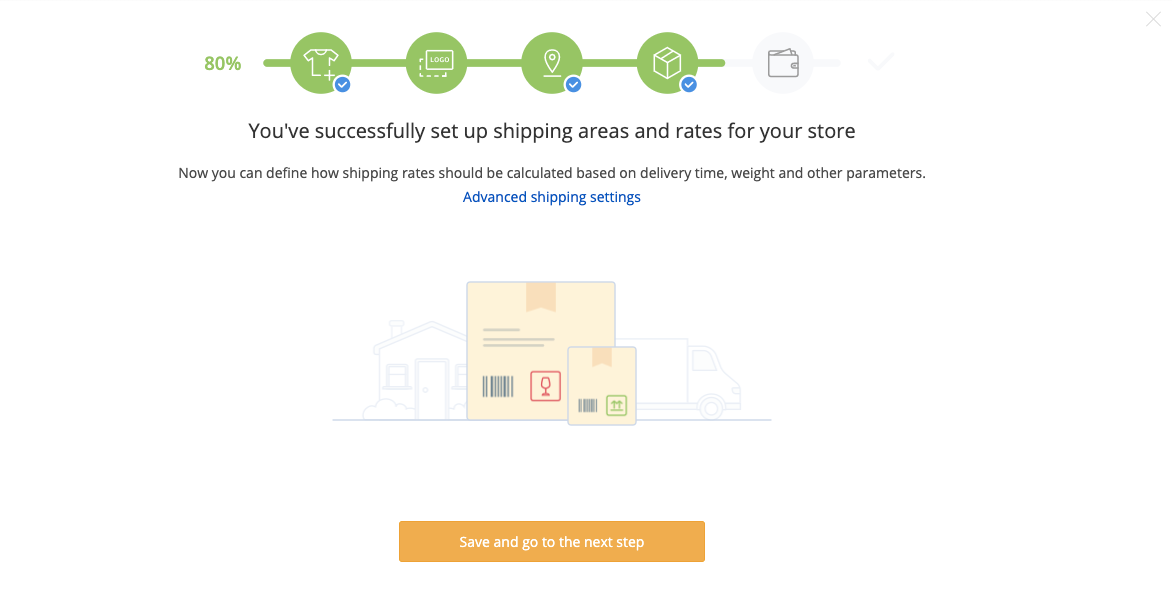 80%
LOGO
You've successfully set up shipping areas and rates for your store
Now you can define how shipping rates should be calculated based on delivery time, weight and other parameters.
Advanced shipping settings
Save and go to the next step